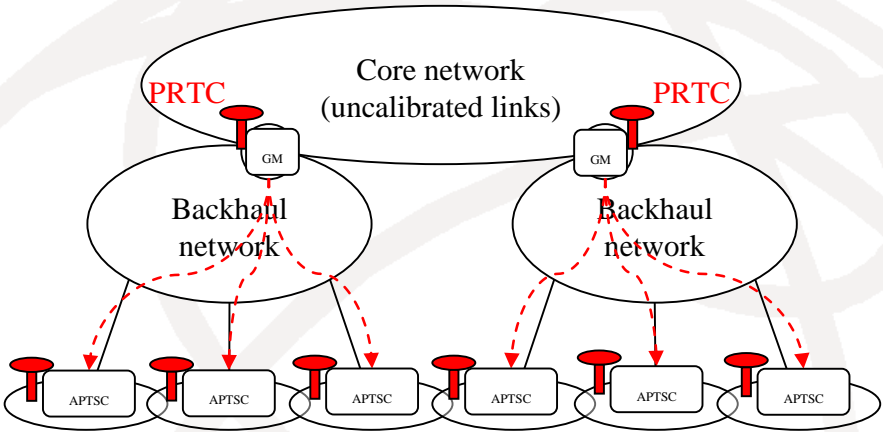 Core network
(uncalibrated links)
PRTC
PRTC
GM
GM
Backhaul
network
Backhaul
network
APTSC
APTSC
APTSC
APTSC
APTSC
APTSC